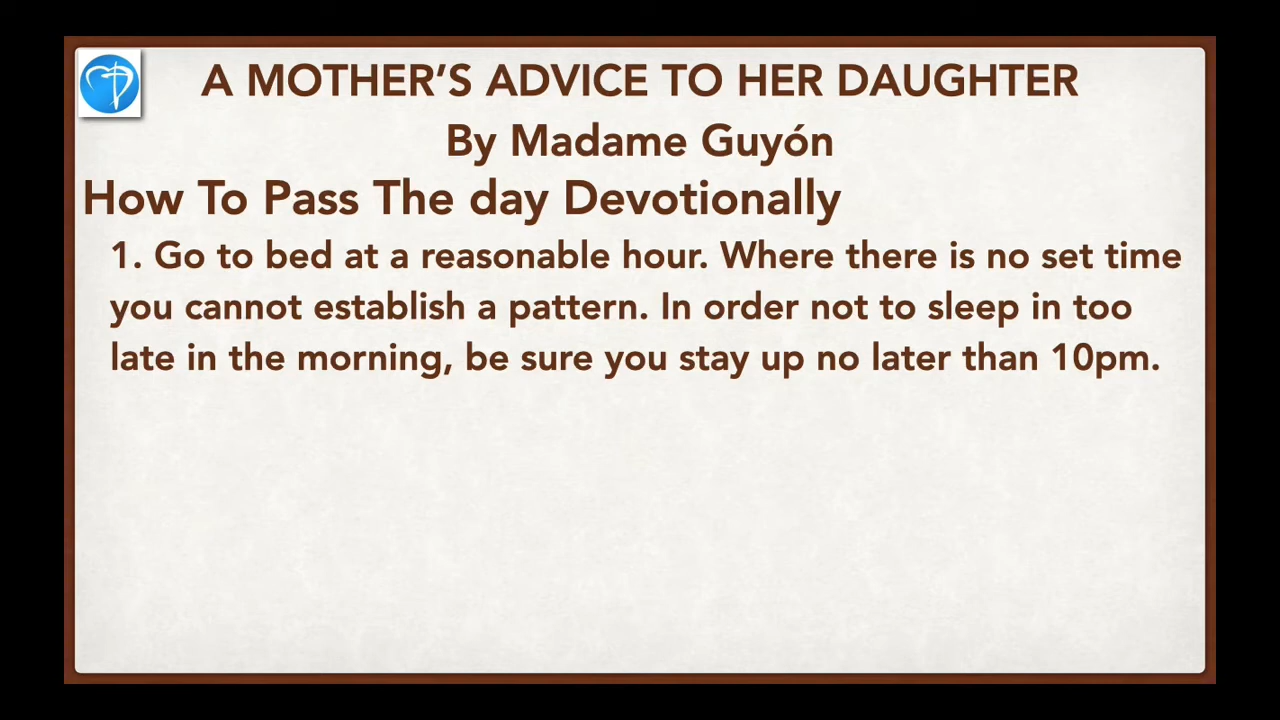 A MOTHER’S ADVICE TO HER DAUGHTER
By Madame Guyón
How To Pass The day Devotionally
1. Go to bed at a reasonable hour. Where there is no set time
you cannot establish a pattern. In order not to sleep in too
late in the morning, be sure you stay up no later than 10pm.